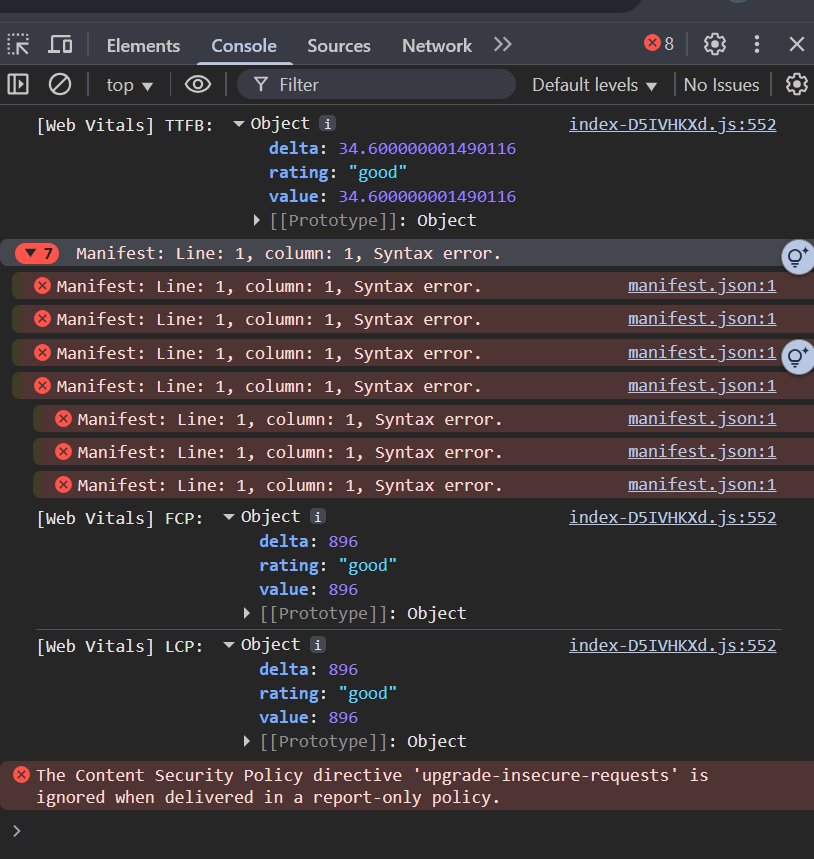 Elements Console Sources Network 8
top Filter Default levels No Issues
[Web Vitals] TTFB: Object i index-D5IVHKXd.js:552
delta: 34.600000001490116
rating: "good"
value: 34.600000001490116
[[Prototype]]: Object
7 Manifest: Line: 1, column: 1, Syntax error.
Manifest: Line: 1, column: 1, Syntax error. manifest.json:1
Manifest: Line: 1, column: 1, Syntax error. manifest.json:1
Manifest: Line: 1, column: 1, Syntax error. manifest.json:1
Manifest: Line: 1, column: 1, Syntax error. manifest.json:1
Manifest: Line: 1, column: 1, Syntax error. manifest.json:1
Manifest: Line: 1, column: 1, Syntax error. manifest.json:1
Manifest: Line: 1, column: 1, Syntax error. manifest.json:1
[Web Vitals] FCP: Object i index-D5IVHKXd.js:552
delta: 896
rating: "good"
value: 896
[[Prototype]]: Object
[Web Vitals] LCP: Object i index-D5IVHKXd.js:552
delta: 896
rating: "good"
value: 896
[[Prototype]]: Object
The Content Security Policy directive 'upgrade-insecure-requests' is
ignored when delivered in a report-only policy.